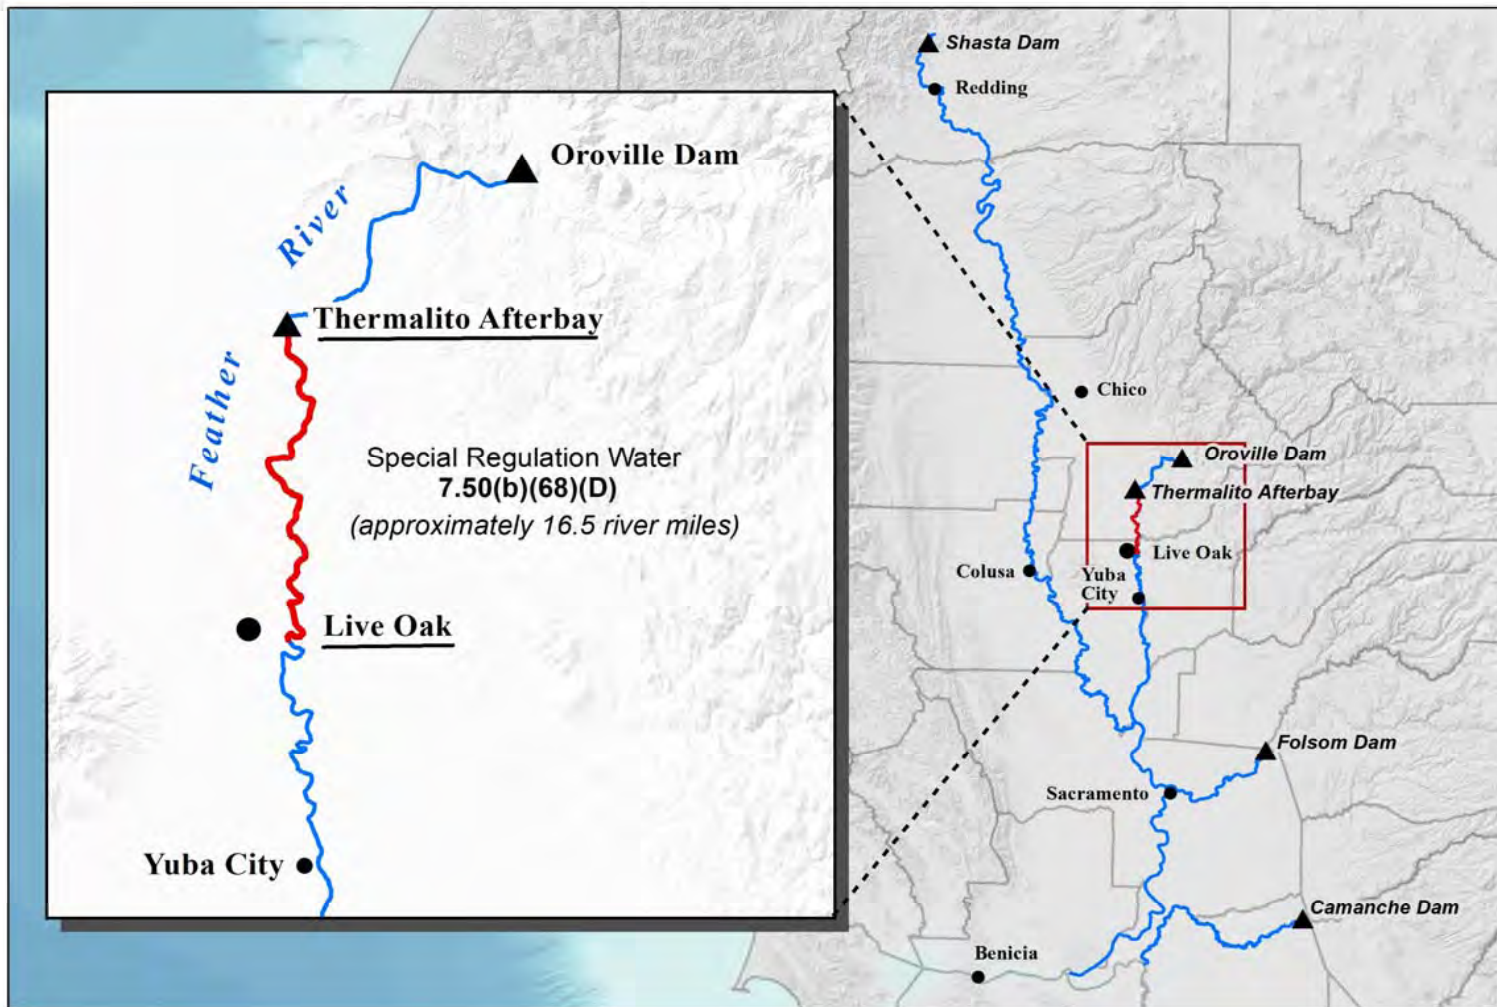 Shasta Dam
Redding
Oroville Dam
River
Thermalito Afterbay
Feather
Special Regulation Water
7.50(b)(68)(D)
(approximately 16.5 river miles)
Live Oak
Yuba City
Chico
Oroville Dam
Thermalito Afterbay
Live Oak
Colusa
Yuba
City
Folsom Dam
Sacramento
Camanche Dam
Benicia